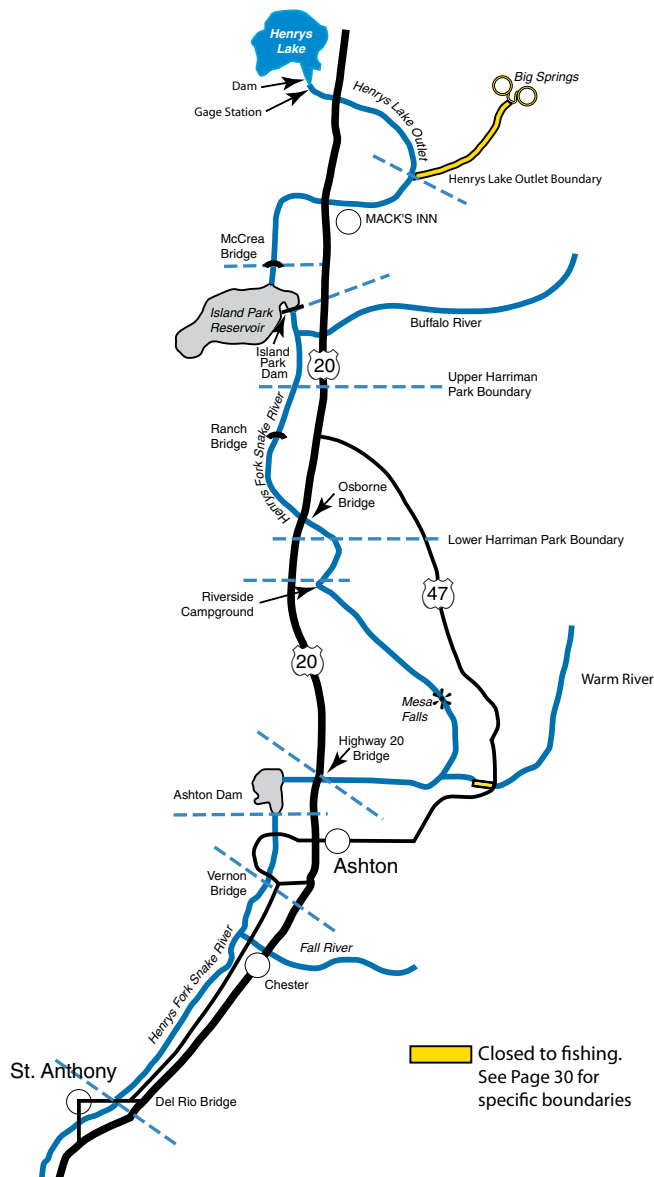 Henrys
Lake
Dam
Gage Station
Henrys Lake Outlet
Big Springs
Henrys Lake Outlet Boundary
MACK'S INN
McCrea
Bridge
Island Park
Reservoir
Buffalo River
Island
Park
Dam
20
Upper Harriman
Park Boundary
Ranch
Bridge
Henrys Fork Snake River
Osborne
Bridge
Lower Harriman Park Boundary
Riverside
Campground
47
20
Warm River
Mesa
Falls
Highway 20
Bridge
Ashton Dam
Ashton
Vernon
Bridge
Fall River
Henrys Fork Snake River
Chester
Closed to fishing.
See Page 30 for
specific boundaries
St. Anthony
Del Rio Bridge